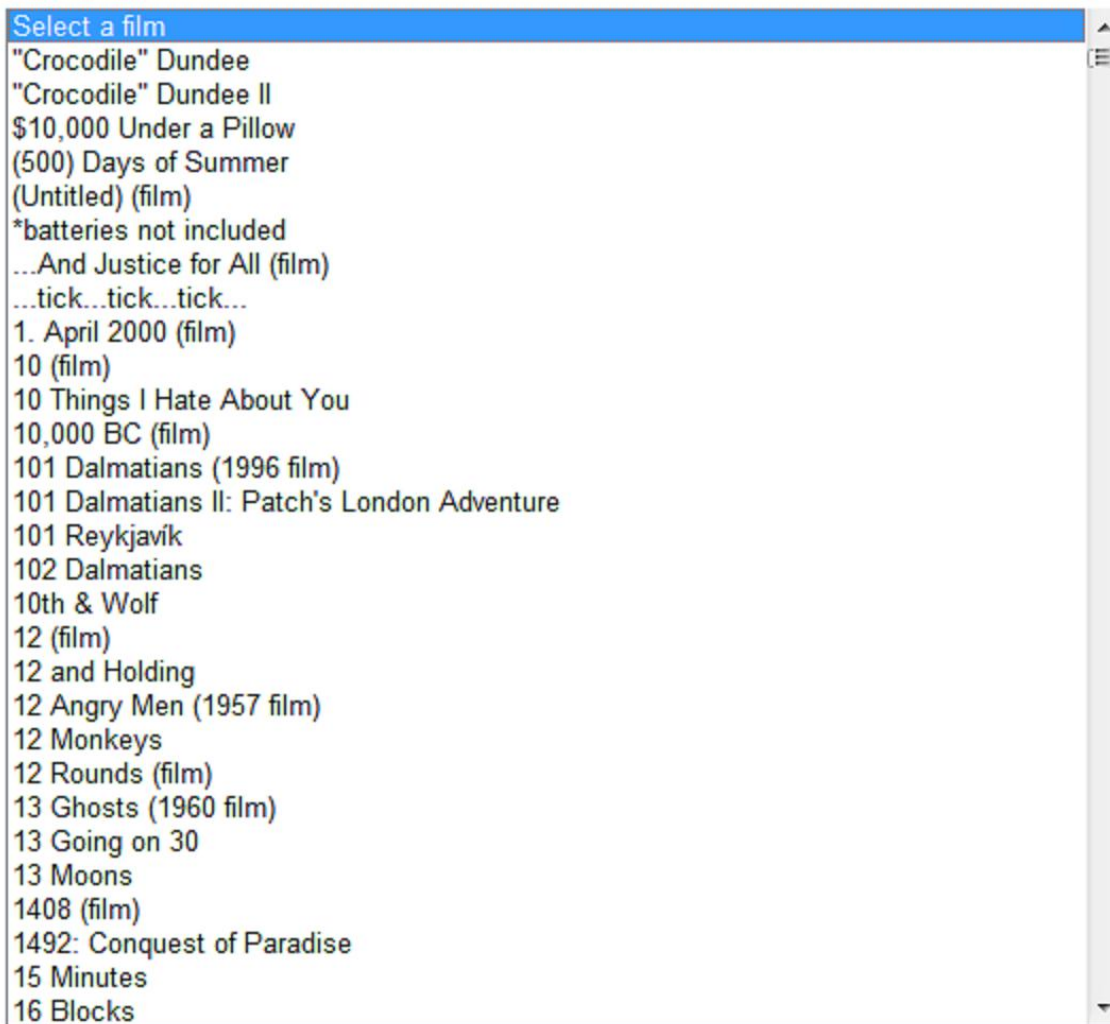 Select a film
"Crocodile" Dundee
"Crocodile" Dundee II
$10,000 Under a Pillow
(500) Days of Summer
(Untitled) (film)
*batteries not included
...And Justice for All (film)
...tick...tick...tick...
1. April 2000 (film)
10 (film)
10 Things I Hate About You
10,000 BC (film)
101 Dalmatians (1996 film)
101 Dalmatians II: Patch's London Adventure
101 Reykjavík
102 Dalmatians
10th & Wolf
12 (film)
12 and Holding
12 Angry Men (1957 film)
12 Monkeys
12 Rounds (film)
13 Ghosts (1960 film)
13 Going on 30
13 Moons
1408 (film)
1492: Conquest of Paradise
15 Minutes
16 Blocks